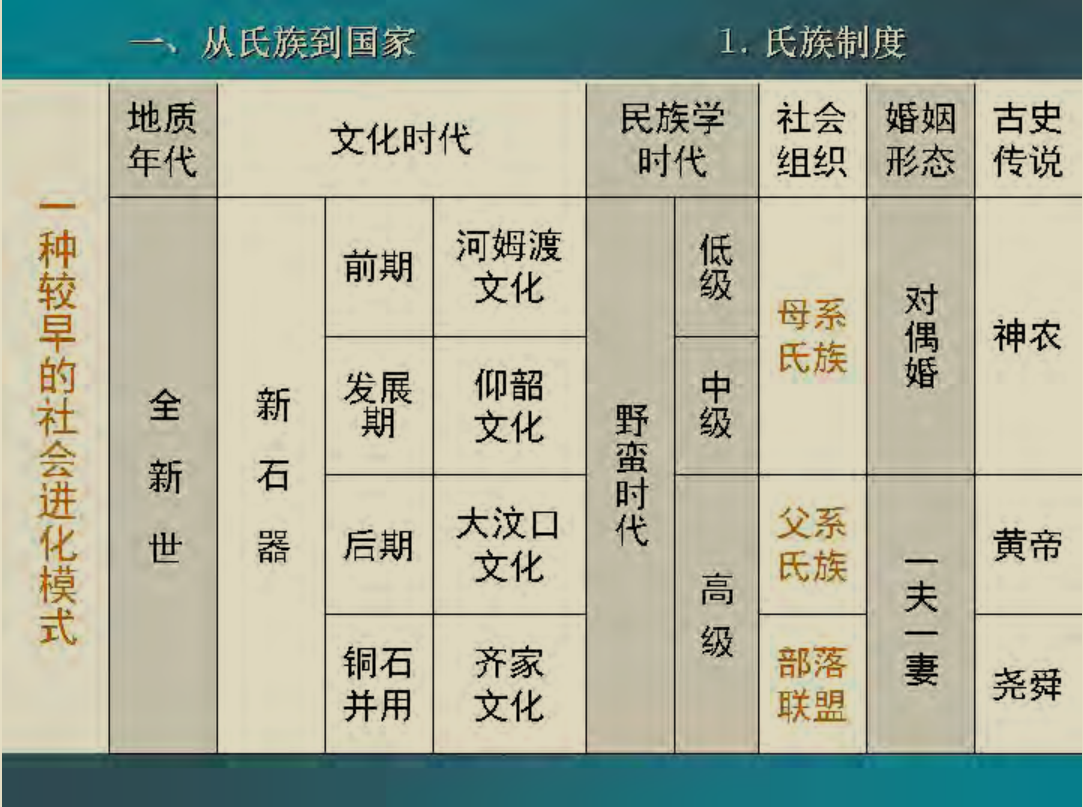 一、从氏族到国家
1. 氏族制度
一种较早的社会进化模式
地质
年代
文化时代
民族学
时代
社会
组织
婚姻
形态
古史
传说
全新世
新石器
前期
河姆渡
文化
野蛮时代
低级
母系
氏族
对偶婚
神农
发展
期
仰韶
文化
中级
后期
大汶口
文化
高级
父系
氏族
一夫一妻
黄帝
铜石
并用
齐家
文化
部落
联盟
尧舜